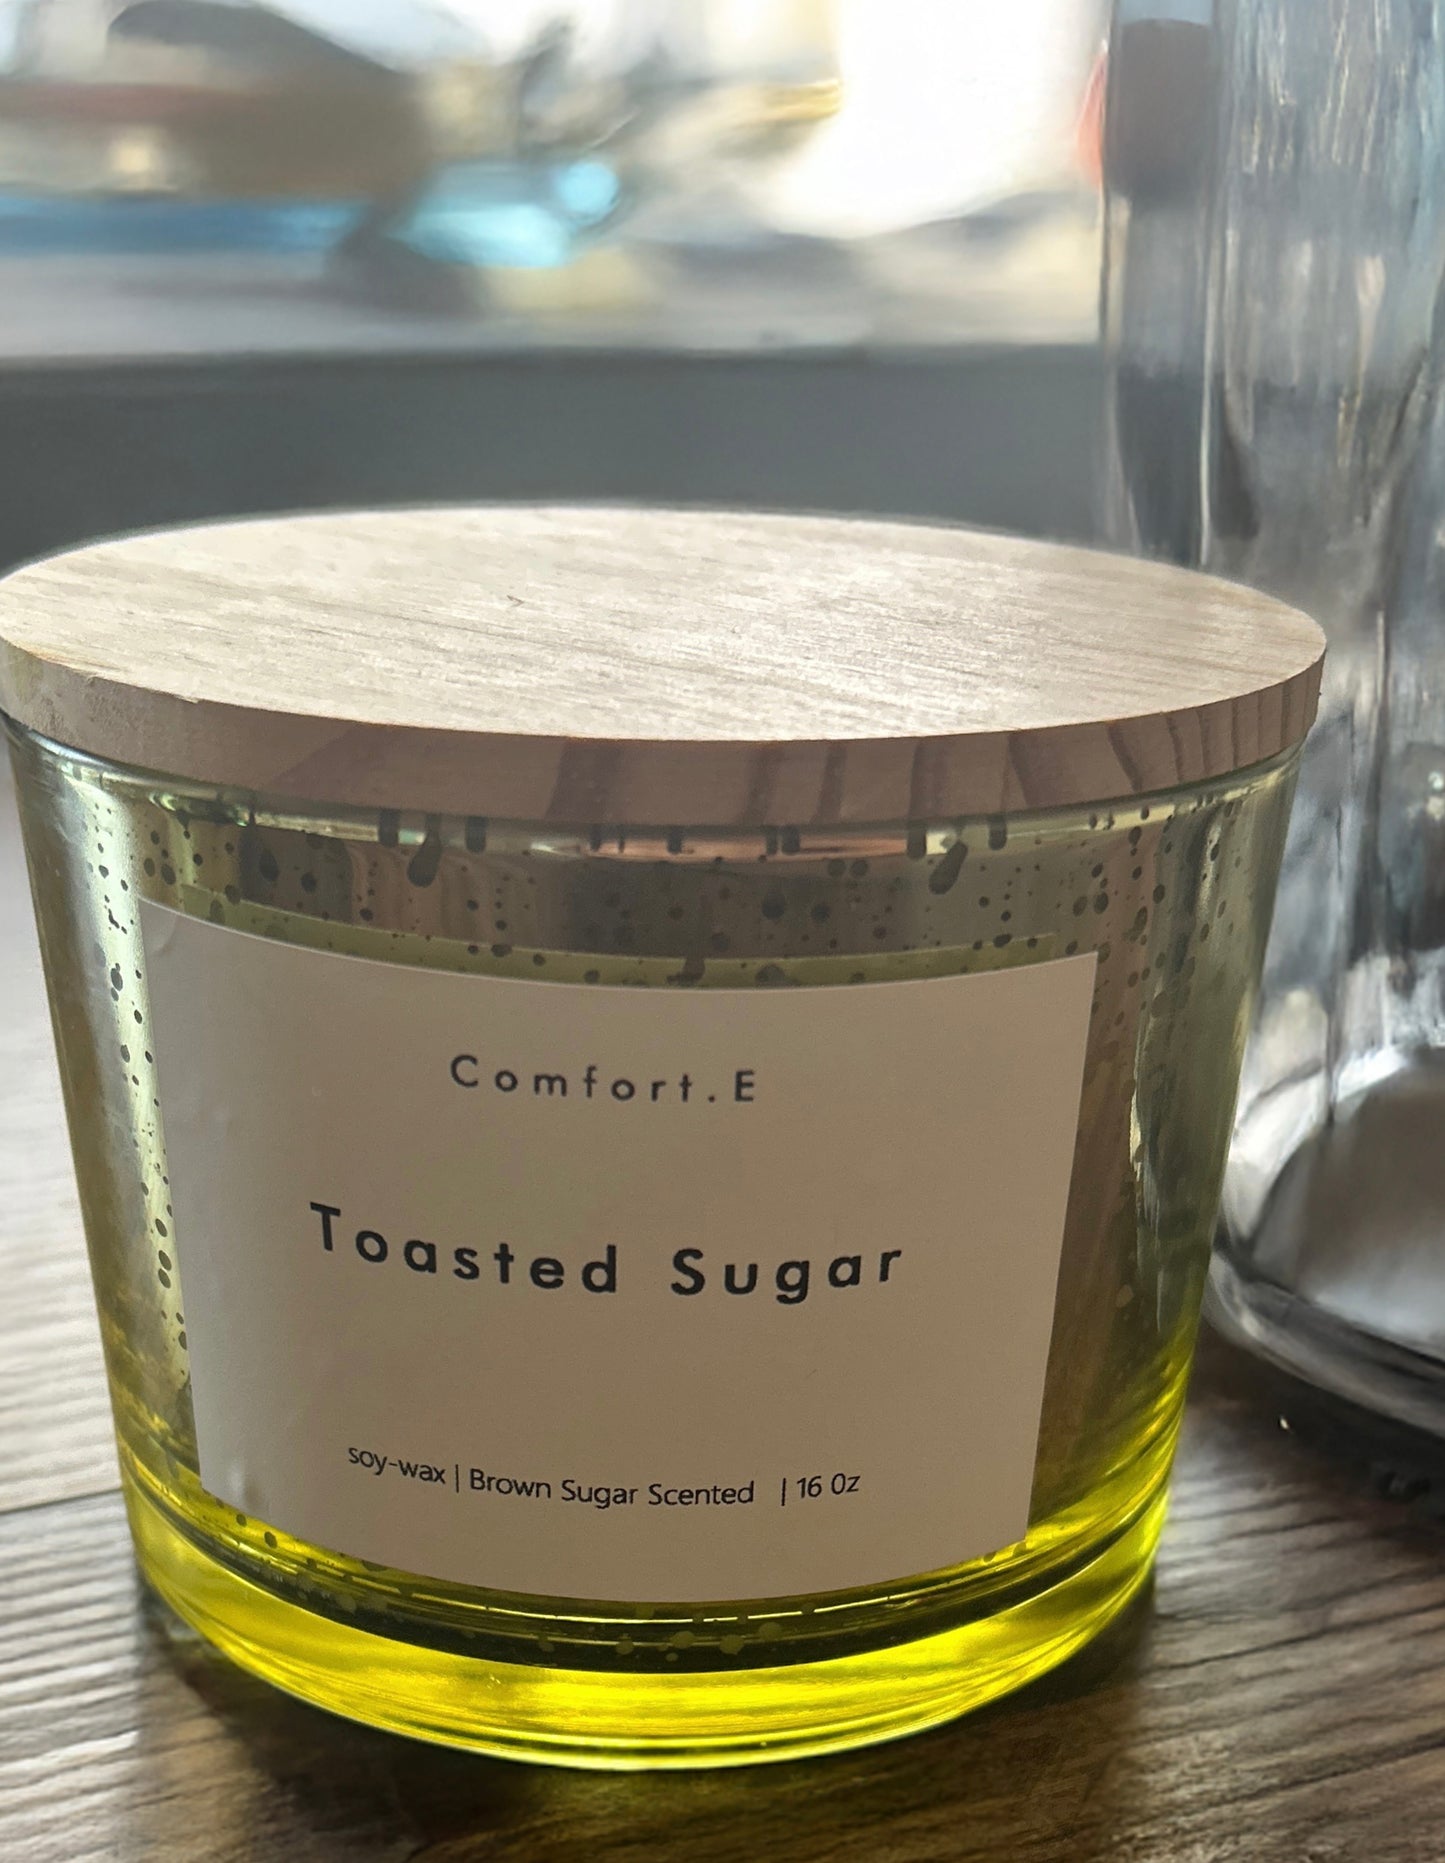 Comfort.E
Toasted Sugar
soy-wax | Brown Sugar Scented | 16 Oz